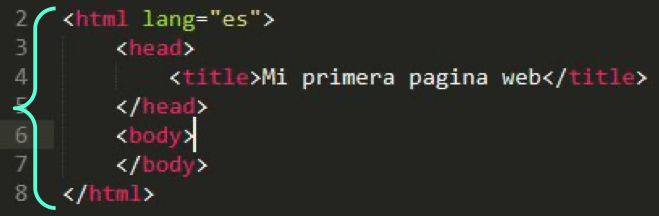 2 <html lang="es">
3 <head>
4 <title>Mi primera pagina web</title>
5 </head>
6 <body>
7 </body>
8 </html>